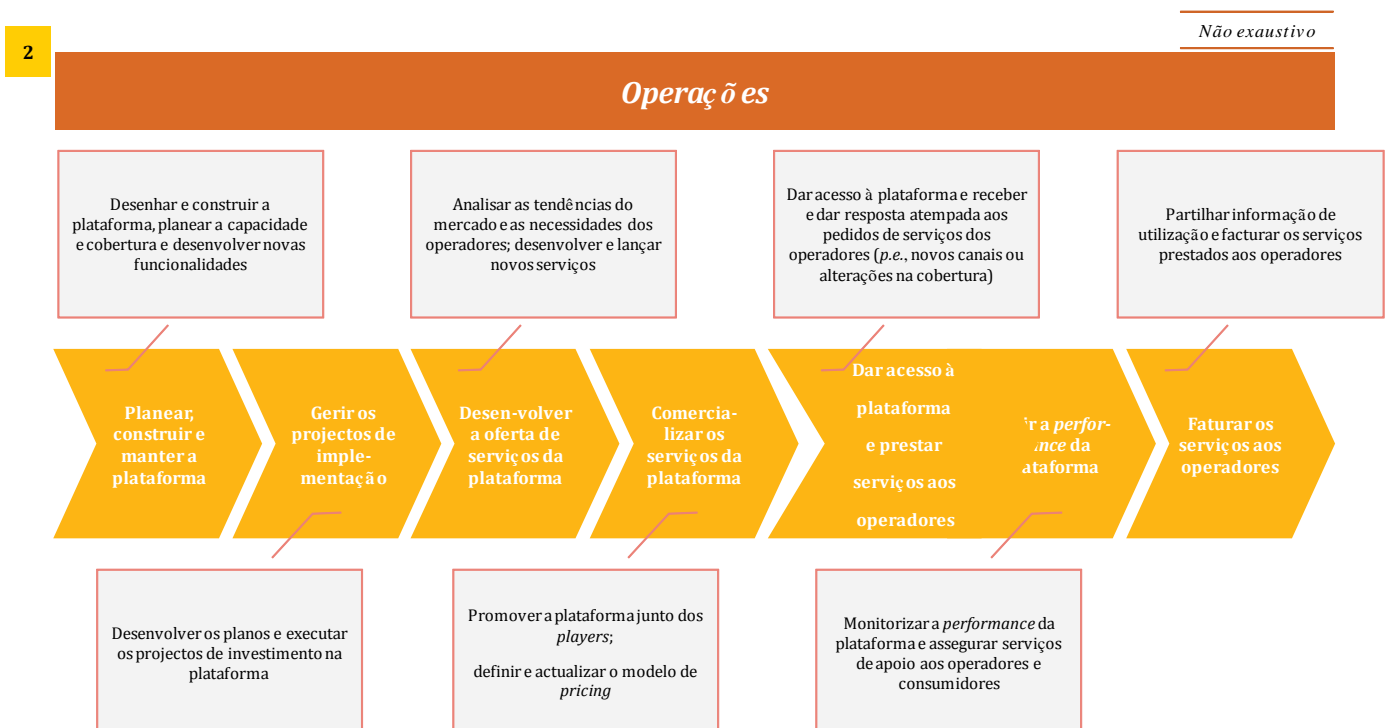 Não exaustivo
2
Operações
Desenhar e construir a
plataforma, planear a capacidade
e cobertura e desenvolver novas
funcionalidades
Analisar as tendências do
mercado e as necessidades dos
operadores; desenvolver e lançar
novos serviços
Dar acesso à plataforma e receber
e dar resposta atempada aos
pedidos de serviços dos
operadores (p.e., novos canais ou
alterações na cobertura)
Partilhar informação de
utilização e facturar os serviços
prestados aos operadores
Planear,
construir e
manter a
plataforma
Gerir os
projectos de
imple-
mentação
Desen-volver
a oferta de
serviços da
plataforma
Comercia-
lizar os
serviços da
plataforma
Dar acesso à
plataforma
e prestar
serviços aos
operadores
r a perfor-
nce da
ataforma
Faturar os
serviços aos
operadores
Desenvolver os planos e executar
os projectos de investimento na
plataforma
Promover a plataforma junto dos
players;
definir e actualizar o modelo de
pricing
Monitorizar a performance da
plataforma e assegurar serviços
de apoio aos operadores e
consumidores